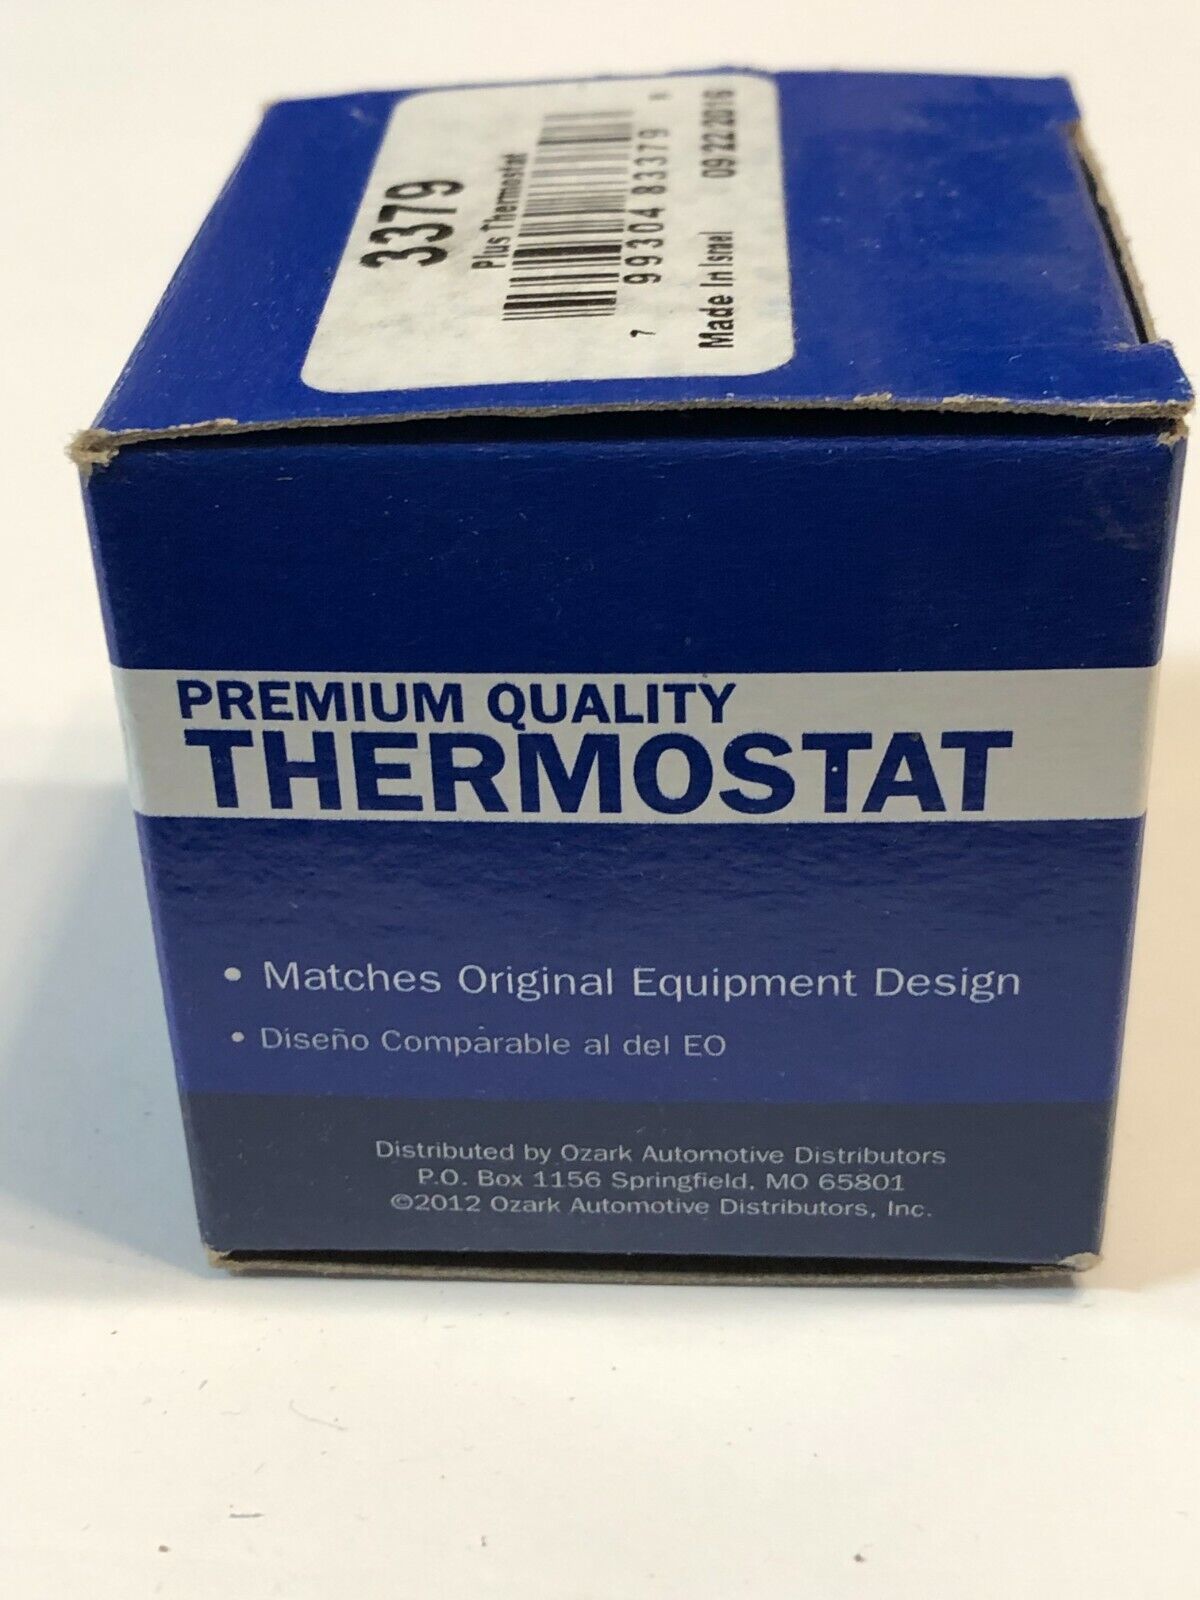 3379
Plus Thermostat
7 99304 83379 8
Made In Israel 09 22 2016
PREMIUM QUALITY
THERMOSTAT
• Matches Original Equipment Design
• Diseño Comparable al del EO
Distributed by Ozark Automotive Distributors
P.O. Box 1156 Springfield, MO 65801
©2012 Ozark Automotive Distributors, Inc.